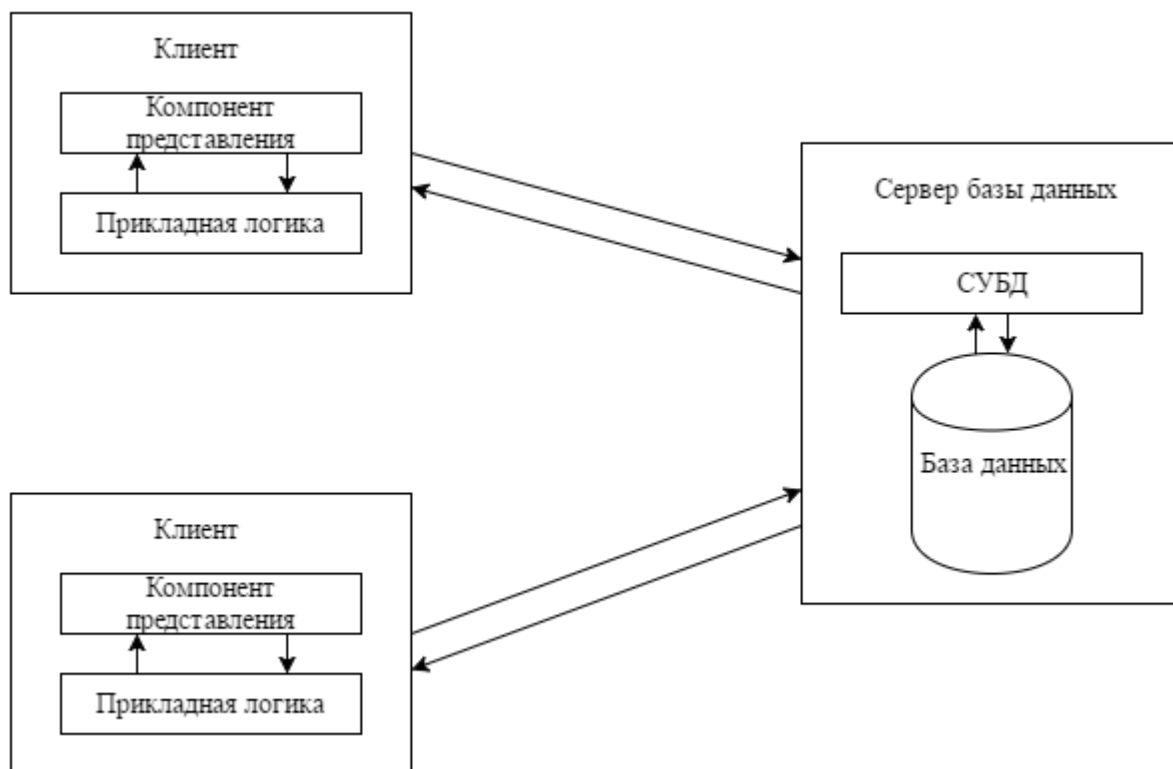 Клиент
Компонент
представления
Прикладная логика
Сервер базы данных
СУБД
База данных
Клиент
Компонент
представления
Прикладная логика